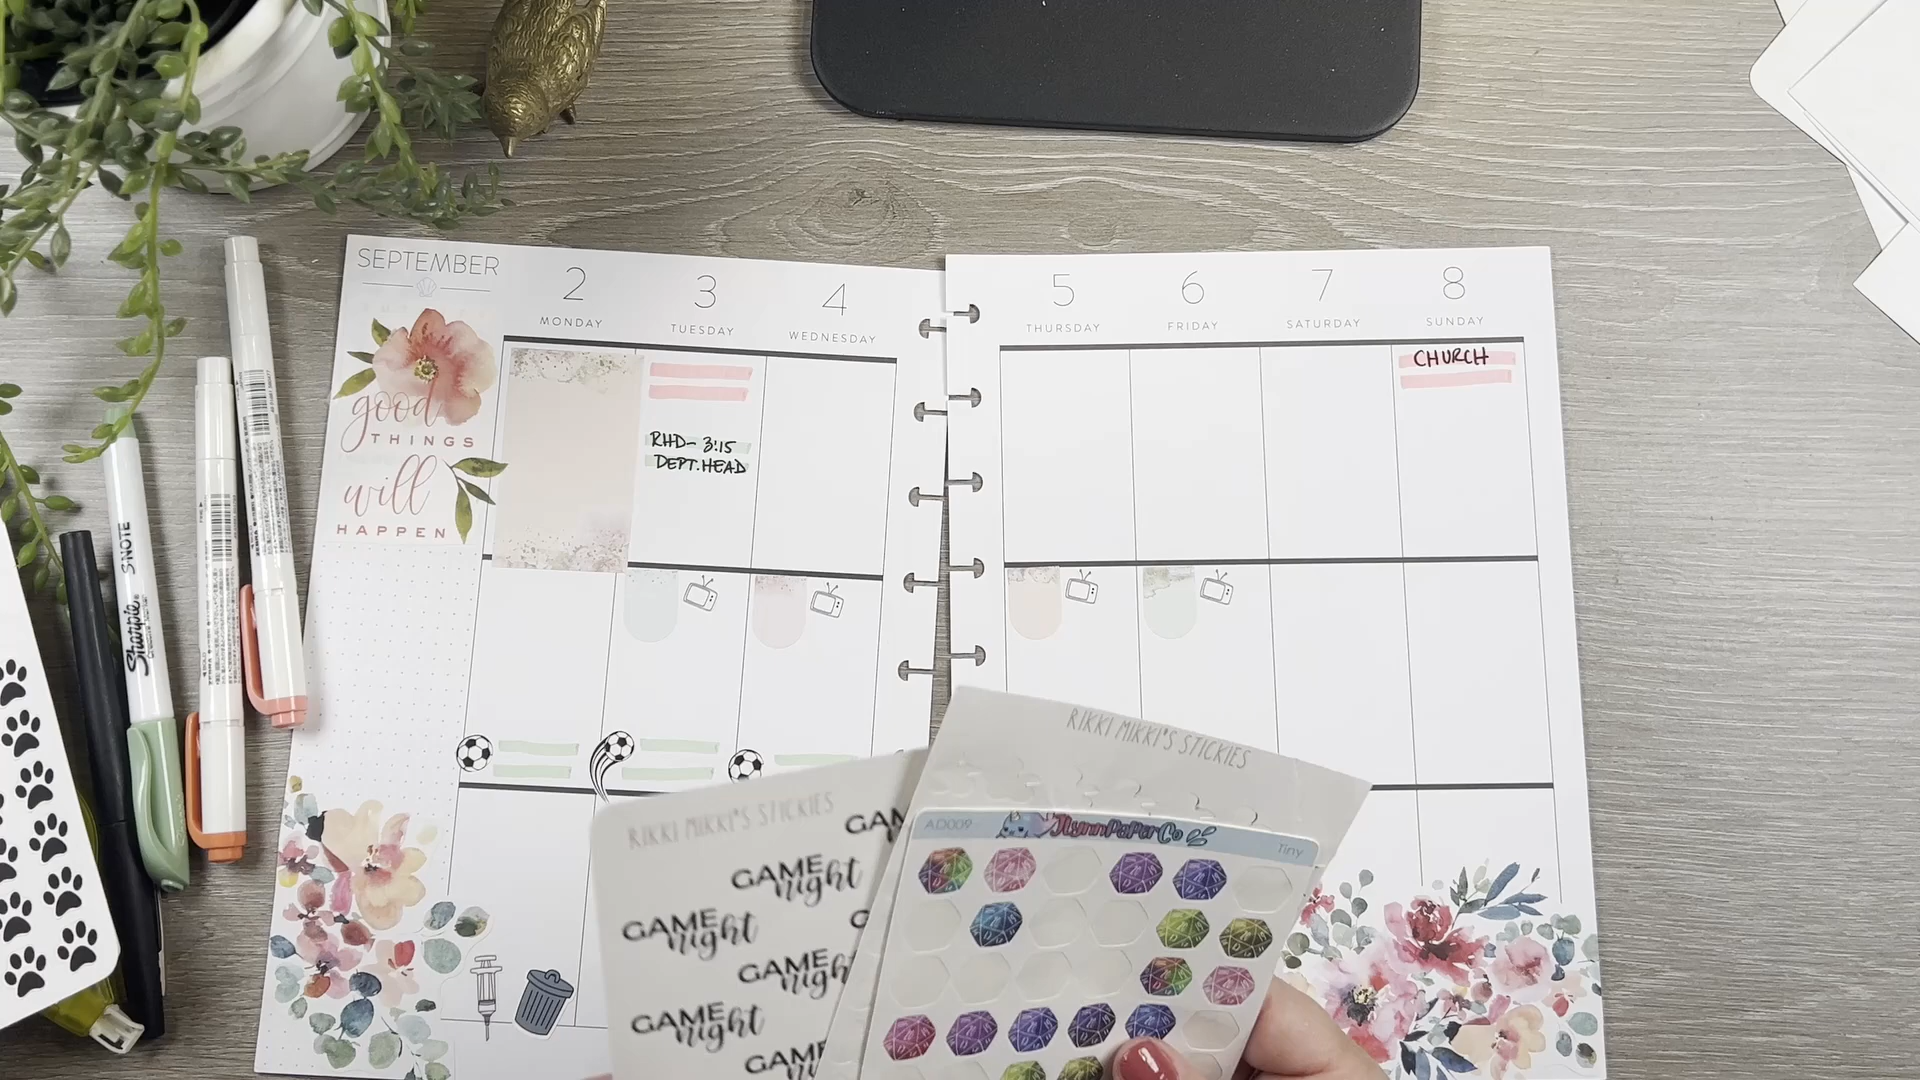 SEPTEMBER
2
MONDAY
3
TUESDAY
4
WEDNESDAY
5
THURSDAY
6
FRIDAY
7
SATURDAY
8
SUNDAY
good
THINGS
will
HAPPEN
RHD- 3:15
DEPT. HEAD
CHURCH
Sharpie
S·NOTE
RIKKI MIKKI'S STICKIES
GAME night
GAME night
GAME night
GAME night
RIKKI MIKKI'S STICKIES
AD009
JLynnPaperCo
Tiny